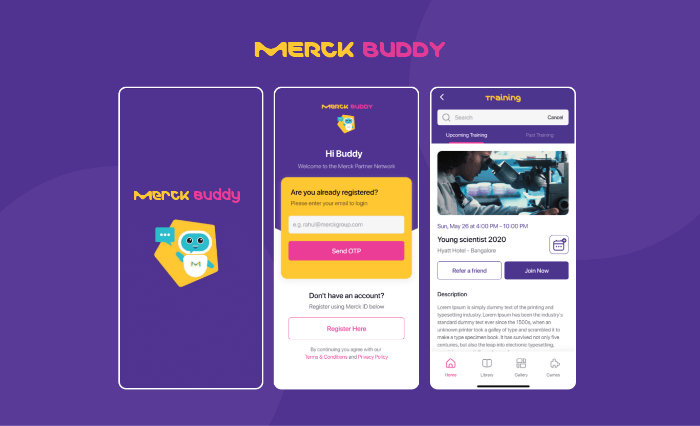 MERCK BUDDY
MERCK BUDDY
MERCK BUDDY
Hi Buddy
Welcome to the Merck Partner Network
Are you already registered?
Please enter your email to login
e.g. rahul@merckgroup.com
Send OTP
Don't have an account?
Register using Merck ID below
Register Here
By continuing you agree with our
Terms & Conditions and Privacy Policy
Training
Search
Cancel
Upcoming Training
Past Training
Sun, May 26 at 4:00 PM - 10:00 PM
Young scientist 2020
Hyatt Hotel - Bangalore
Refer a friend
Join Now
Description
Lorem Ipsum is simply dummy text of the printing and
typesetting industry. Lorem Ipsum has been the industry's
standard dummy text ever since the 1500s, when an
unknown printer took a galley of type and scrambled it to
make a type specimen book. It has survived not only five
centuries, but also the leap into electronic typesetting,
Home
Library
Gallery
Games